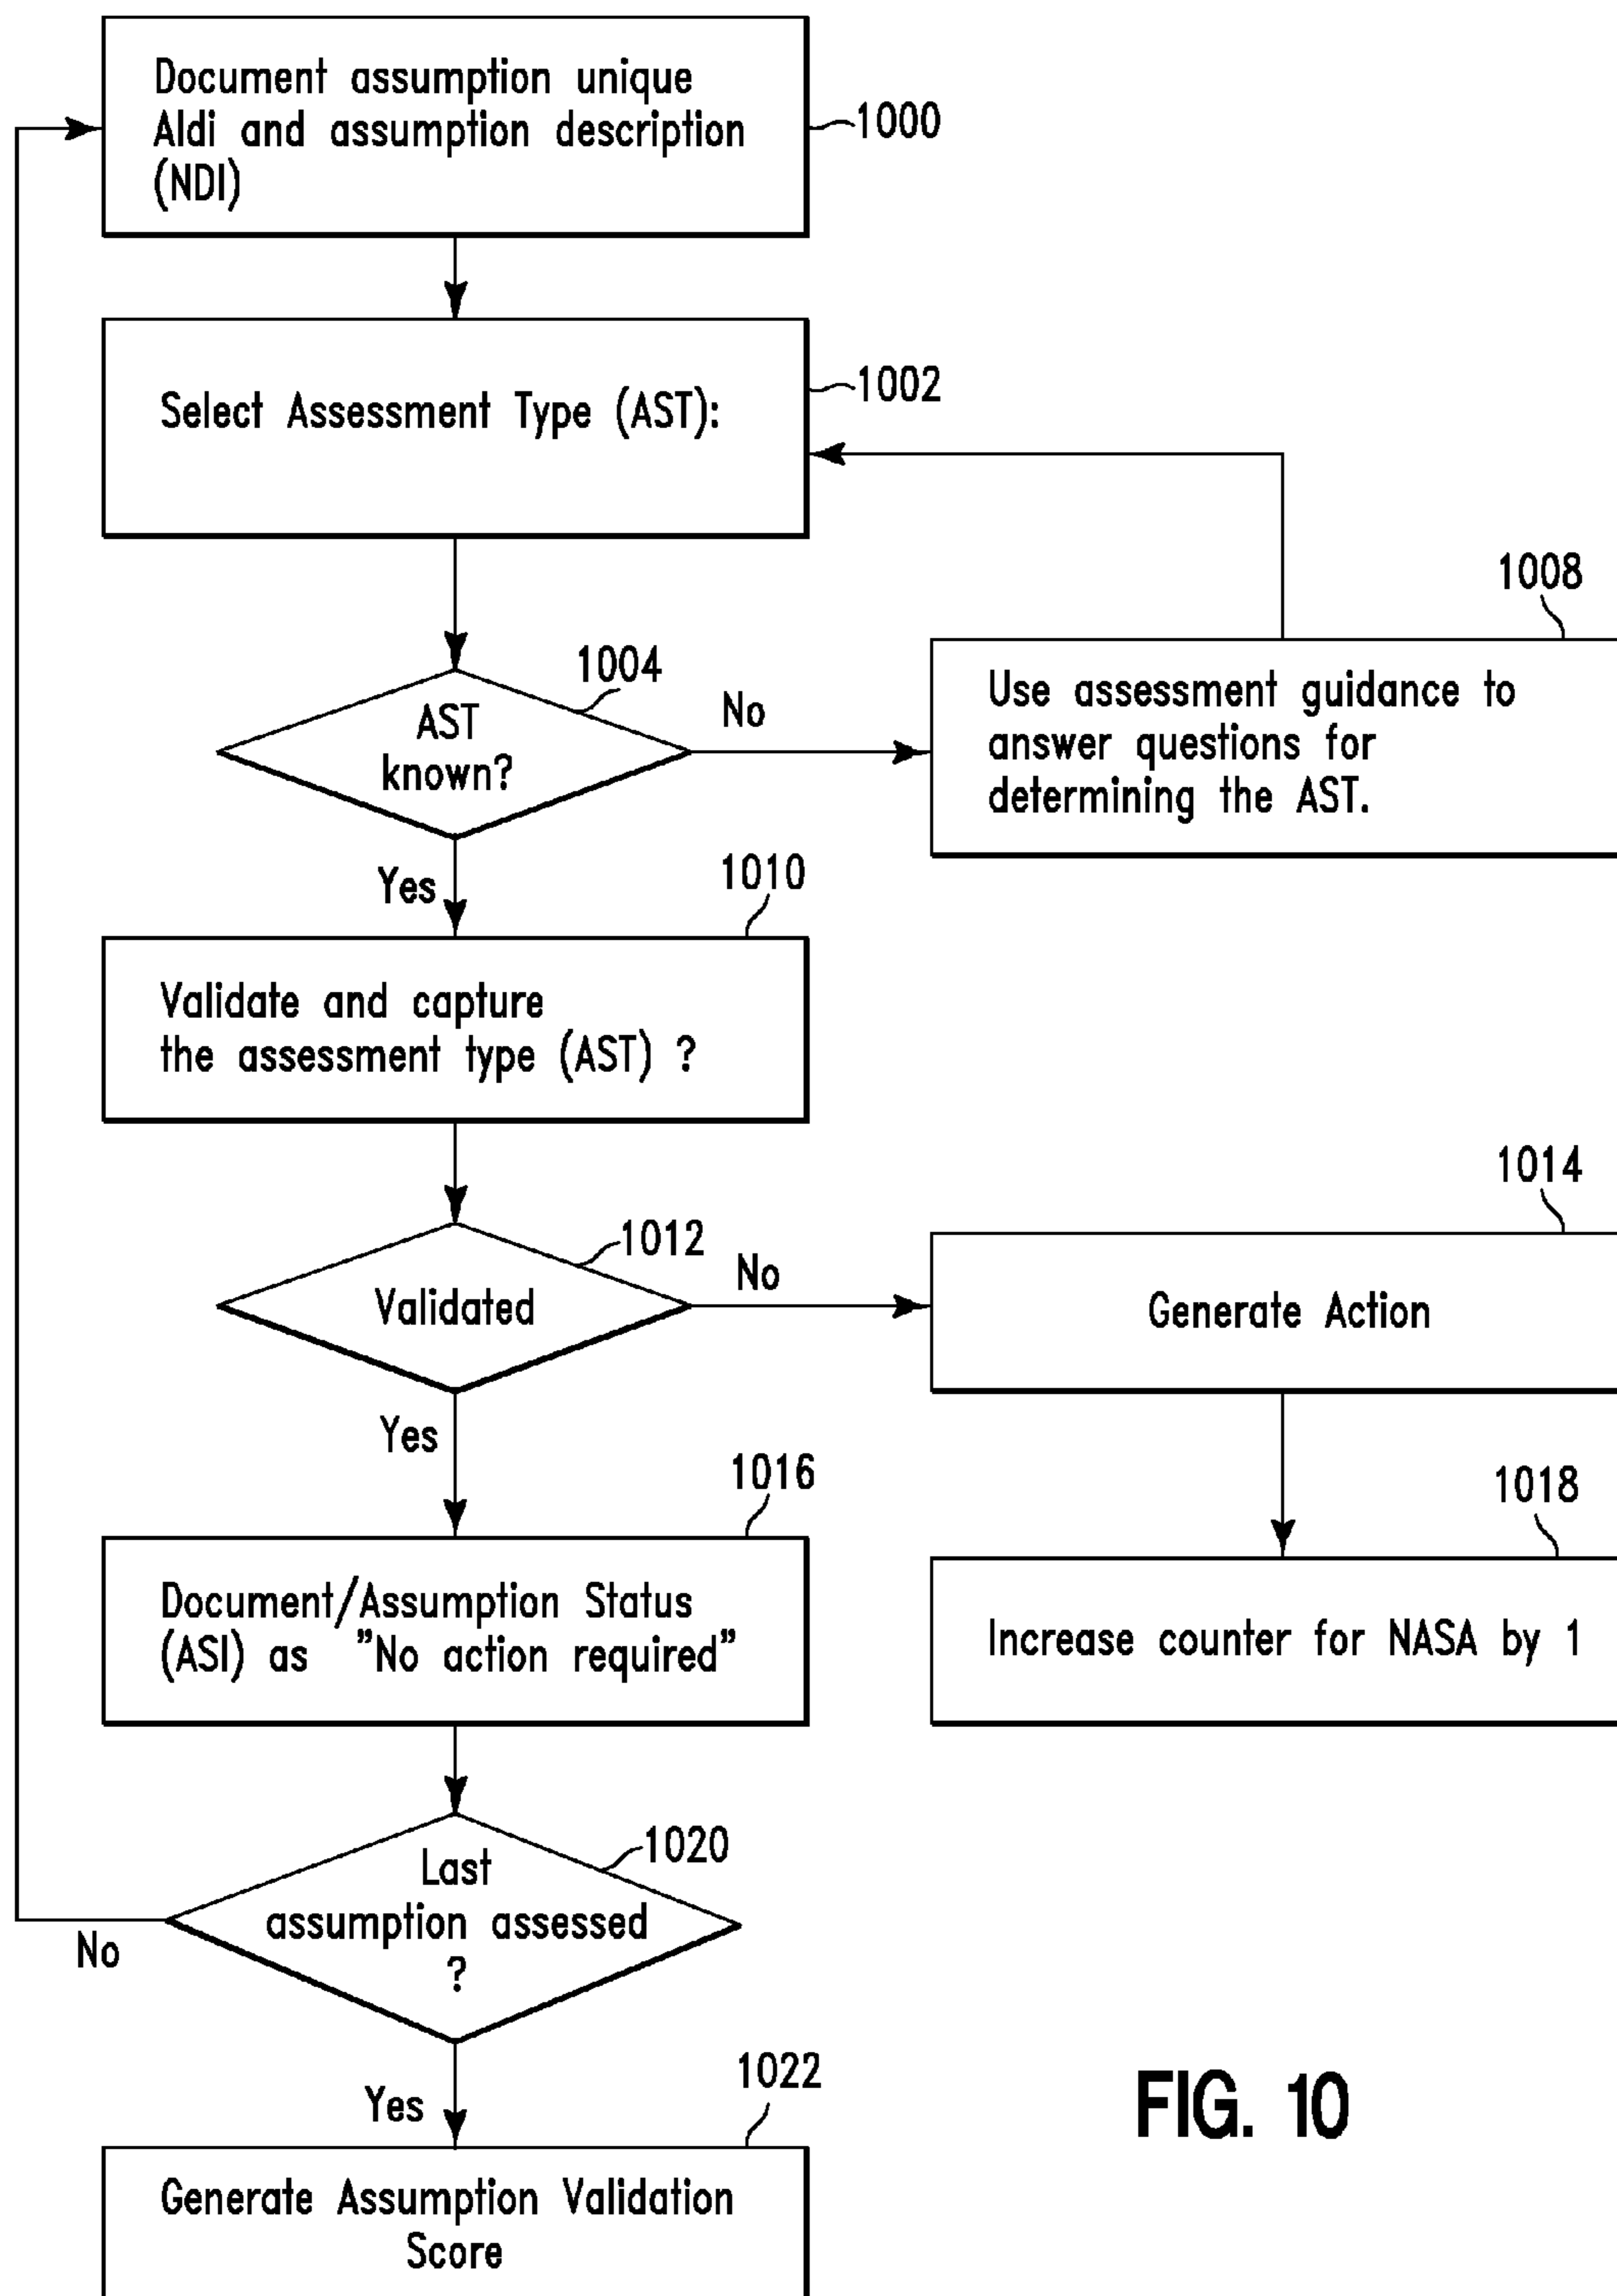 Document assumption unique
Aldi and assumption description
(NDI)
1000
Select Assessment Type (AST):
1002
1004
AST
known?
No
1008
Use assessment guidance to
answer questions for
determining the AST.
Yes
1010
Validate and capture
the assessment type (AST) ?
1012
Validated
No
1014
Generate Action
Yes
1016
Document/Assumption Status
(ASI) as "No action required"
1018
Increase counter for NASA by 1
1020
Last
assumption assessed
?
No
Yes
1022
Generate Assumption Validation
Score
FIG. 10